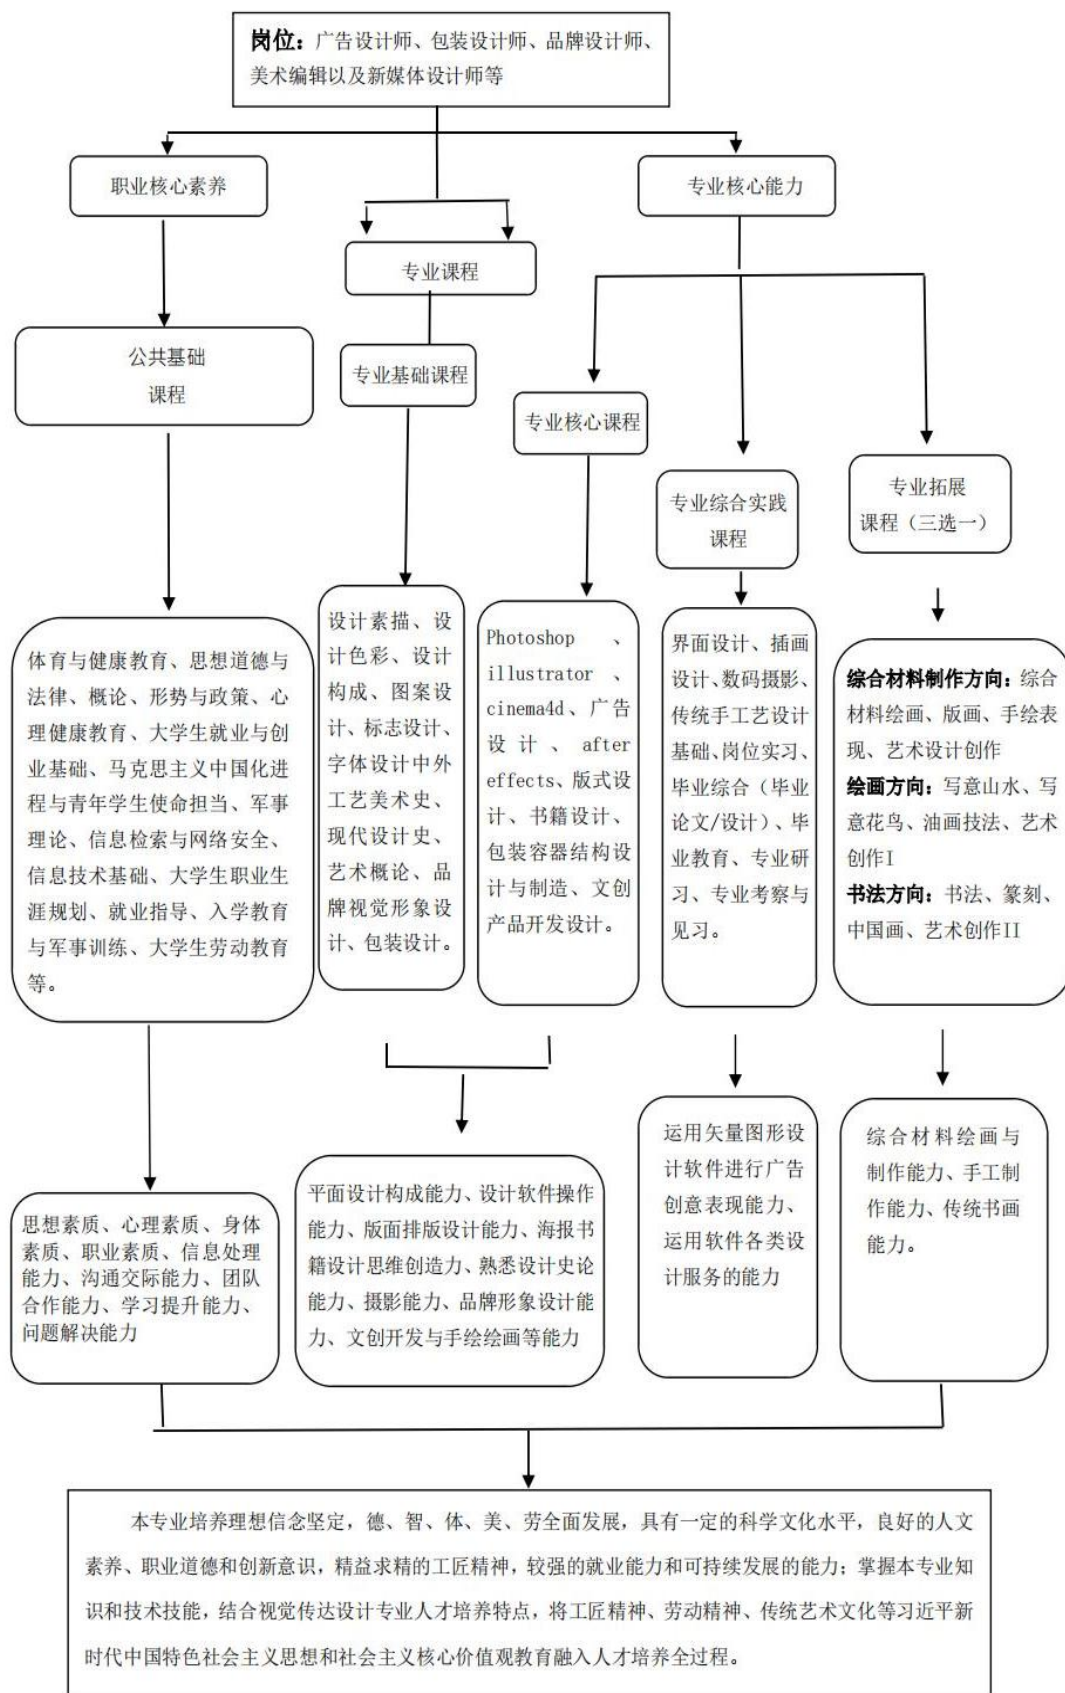 岗位：广告设计师、包装设计师、品牌设计师、
美术编辑以及新媒体设计师等
职业核心素养
专业核心能力
专业课程
公共基础
课程
专业基础课程
专业核心课程
专业综合实践
课程
专业拓展
课程（三选一）
体育与健康教育、思想道德与
法律、概论、形势与政策、心
理健康教育、大学生就业与创
业基础、马克思主义中国化进
程与青年学生使命担当、军事
理论、信息检索与网络安全、
信息技术基础、大学生职业生
涯规划、就业指导、入学教育
与军事训练、大学生劳动教育
等。
设计素描、设
计色彩、设计
构成、图案设
计、标志设计、
字体设计中外
工艺美术史、
现代设计史、
艺术概论、品
牌视觉形象设
计、包装设计。
Photoshop 、
illustrator、
cinema4d、广告
设计、after
effects、版式设
计、书籍设计、
包装容器结构设
计与制造、文创
产品开发设计。
界面设计、插画
设计、数码摄影、
传统手工艺设计
基础、岗位实习、
毕业综合（毕业
论文/设计）、毕
业教育、专业研
习、专业考察与
见习。
综合材料制作方向：综合
材料绘画、版画、手绘表
现、艺术设计创作
绘画方向：写意山水、写
意花鸟、油画技法、艺术
创作I
书法方向：书法、篆刻、
中国画、艺术创作II
思想素质、心理素质、身体
素质、职业素质、信息处理
能力、沟通交际能力、团队
合作能力、学习提升能力、
问题解决能力
平面设计构成能力、设计软件操作
能力、版面排版设计能力、海报书
籍设计思维创造力、熟悉设计史论
能力、摄影能力、品牌形象设计能
力、文创开发与手绘绘画等能力
运用矢量图形设
计软件进行广告
创意表现能力、
运用软件各类设
计服务的能力
综合材料绘画与
制作能力、手工制
作能力、传统书画
能力。
本专业培养理想信念坚定，德、智、体、美、劳全面发展，具有一定的科学文化水平，良好的人文
素养、职业道德和创新意识，精益求精的工匠精神，较强的就业能力和可持续发展的能力；掌握本专业知
识和技术技能，结合视觉传达设计专业人才培养特点，将工匠精神、劳动精神、传统艺术文化等习近平新
时代中国特色社会主义思想和社会主义核心价值观教育融入人才培养全过程。